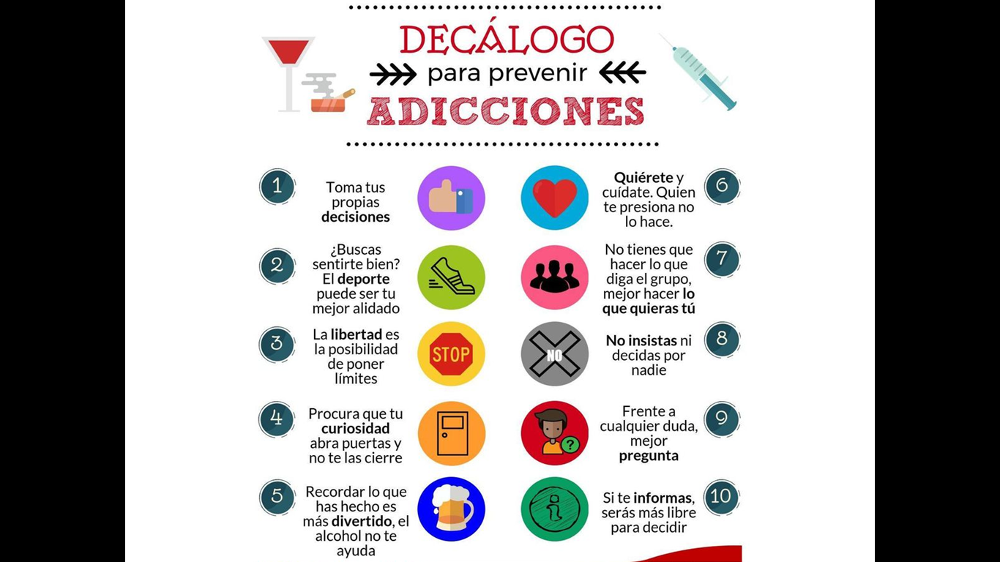 DECÁLOGO
para prevenir
ADICCIONES
1
Toma tus
propias
decisiones
2
¿Buscas
sentirte bien?
El deporte
puede ser tu
mejor alidado
3
La libertad es
la posibilidad
de poner
límites
STOP
4
Procura que tu
curiosidad
abra puertas y
no te las cierre
5
Recordar lo que
has hecho es
más divertido, el
alcohol no te
ayuda
6
Quiérete y
cuídate. Quien
te presiona no
lo hace.
7
No tienes que
hacer lo que
diga el grupo,
mejor hacer lo
que quieras tú
8
No insistas ni
decidas por
nadie
NO
9
Frente a
cualquier duda,
mejor
pregunta
?
10
Si te informas,
serás más libre
para decidir
i